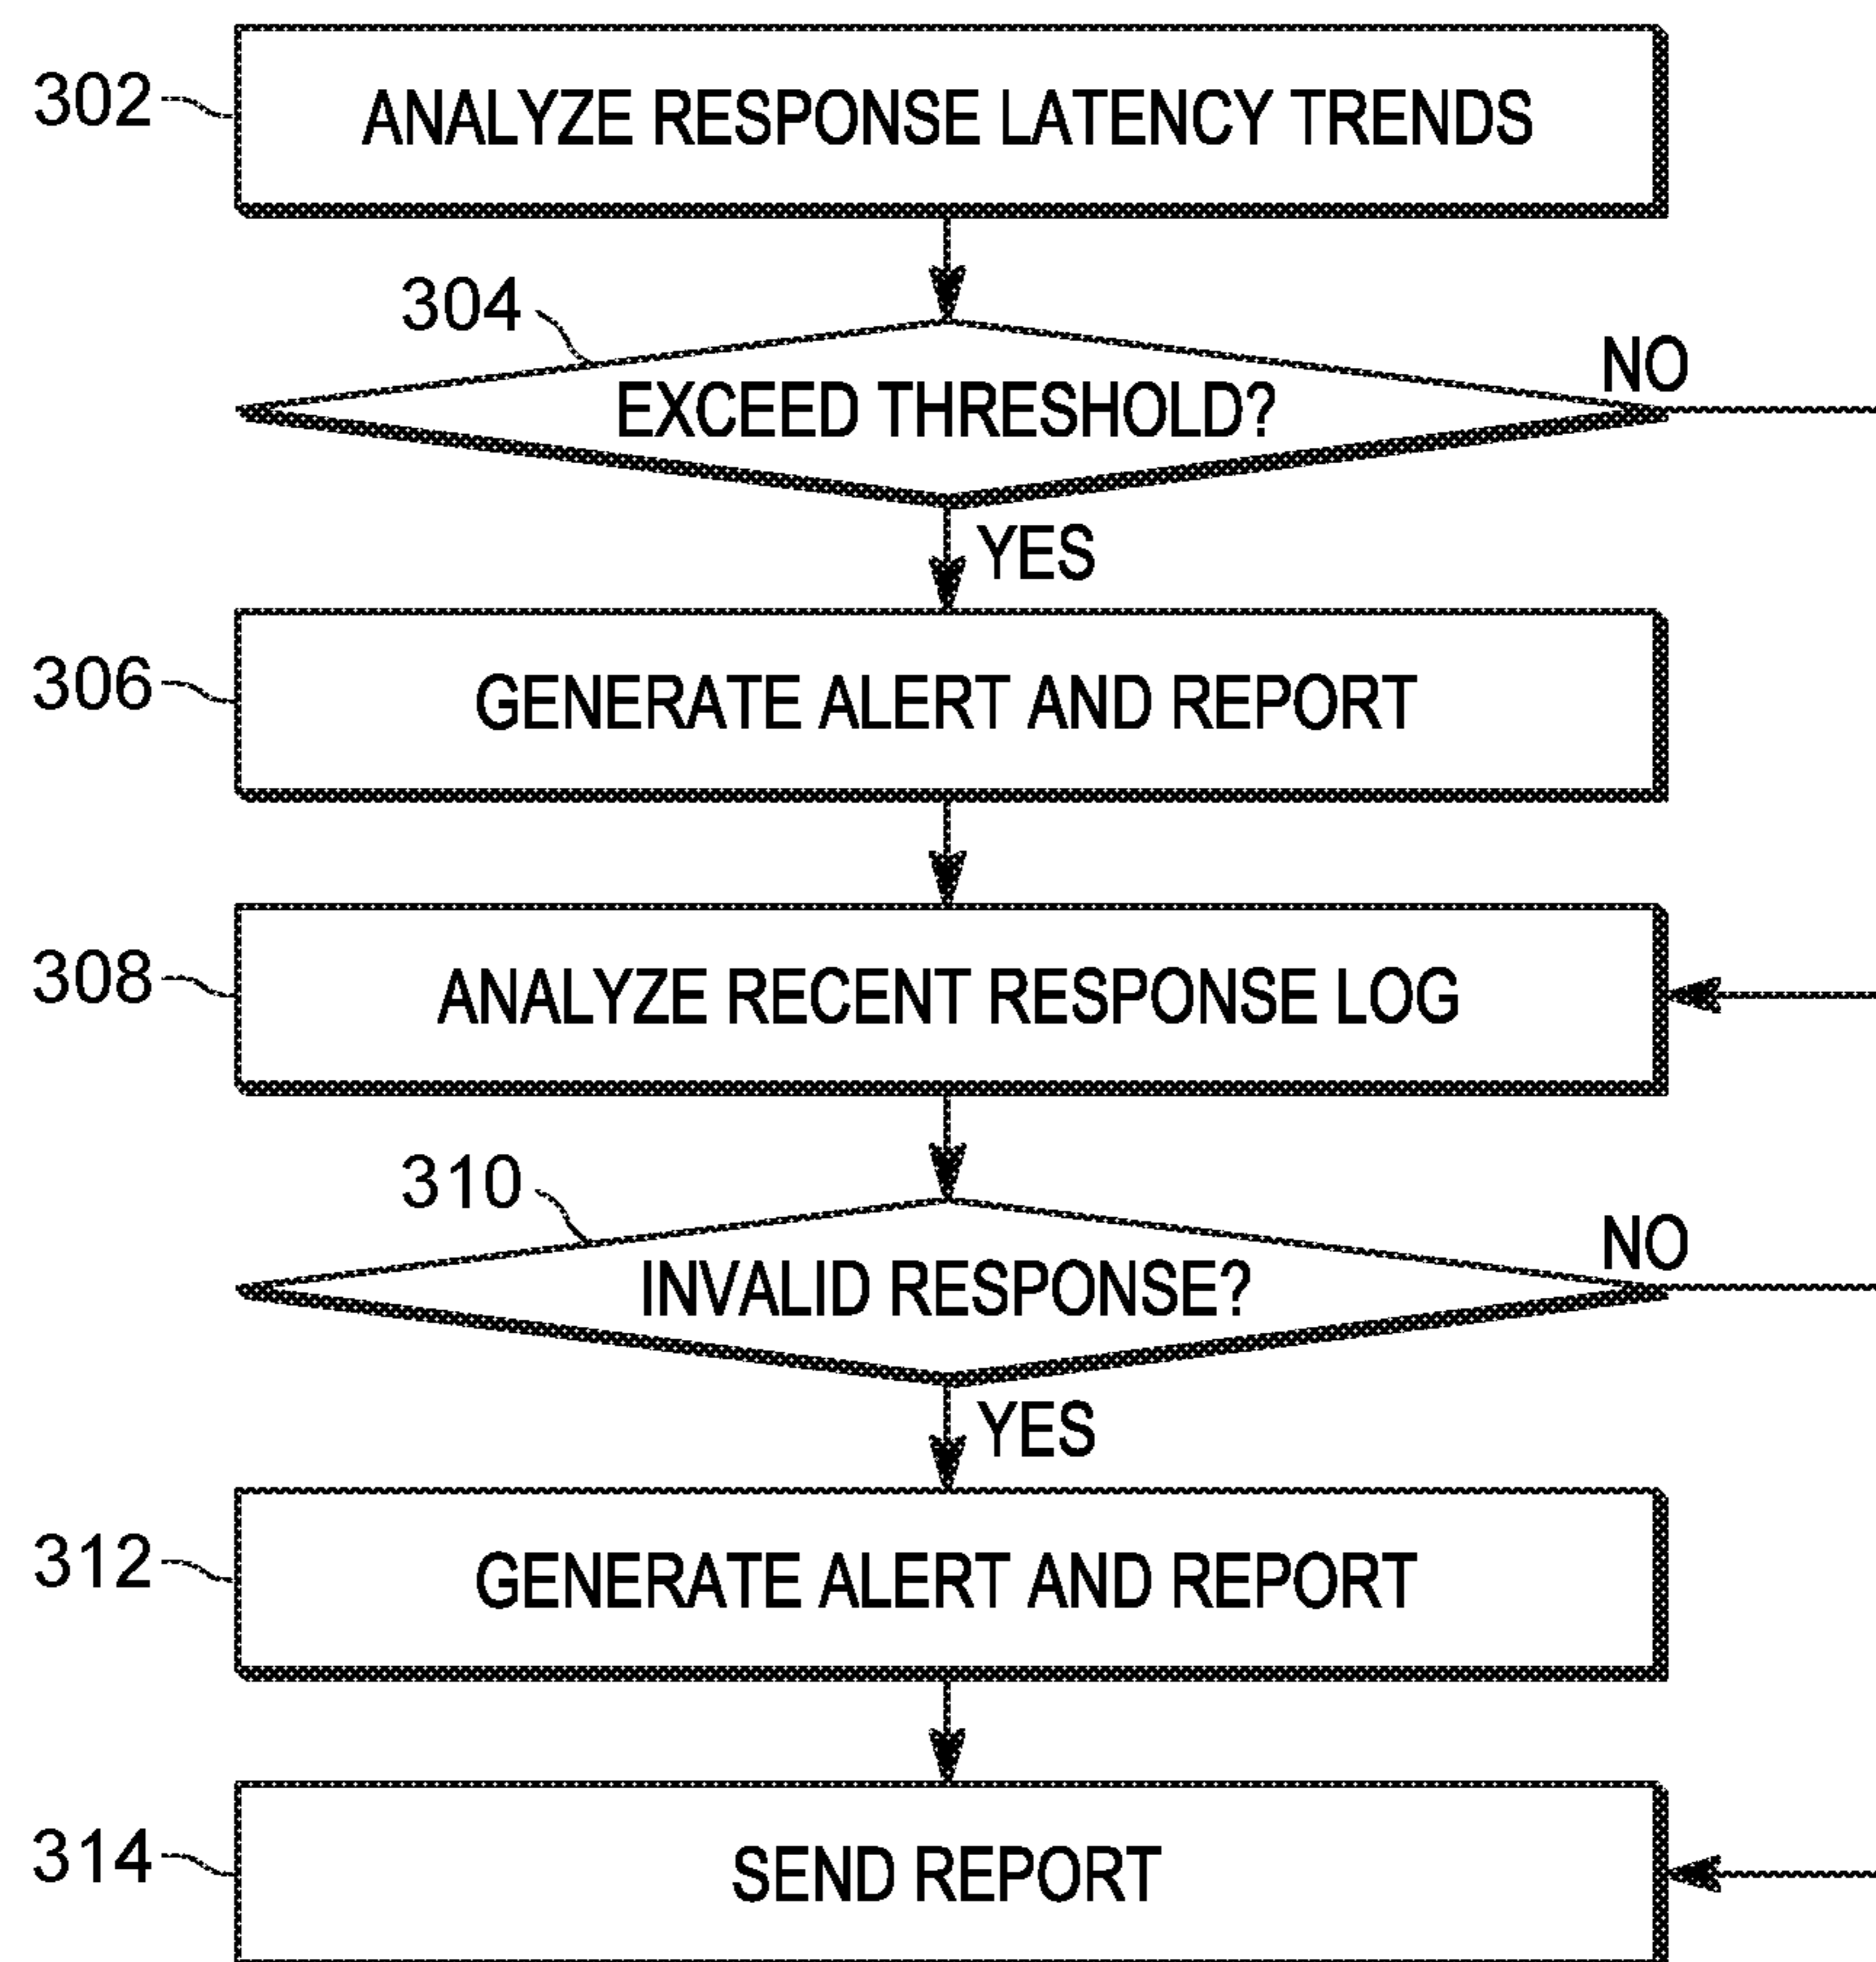 302
ANALYZE RESPONSE LATENCY TRENDS
304
EXCEED THRESHOLD?
NO
YES
306
GENERATE ALERT AND REPORT
308
ANALYZE RECENT RESPONSE LOG
310
INVALID RESPONSE?
NO
YES
312
GENERATE ALERT AND REPORT
314
SEND REPORT